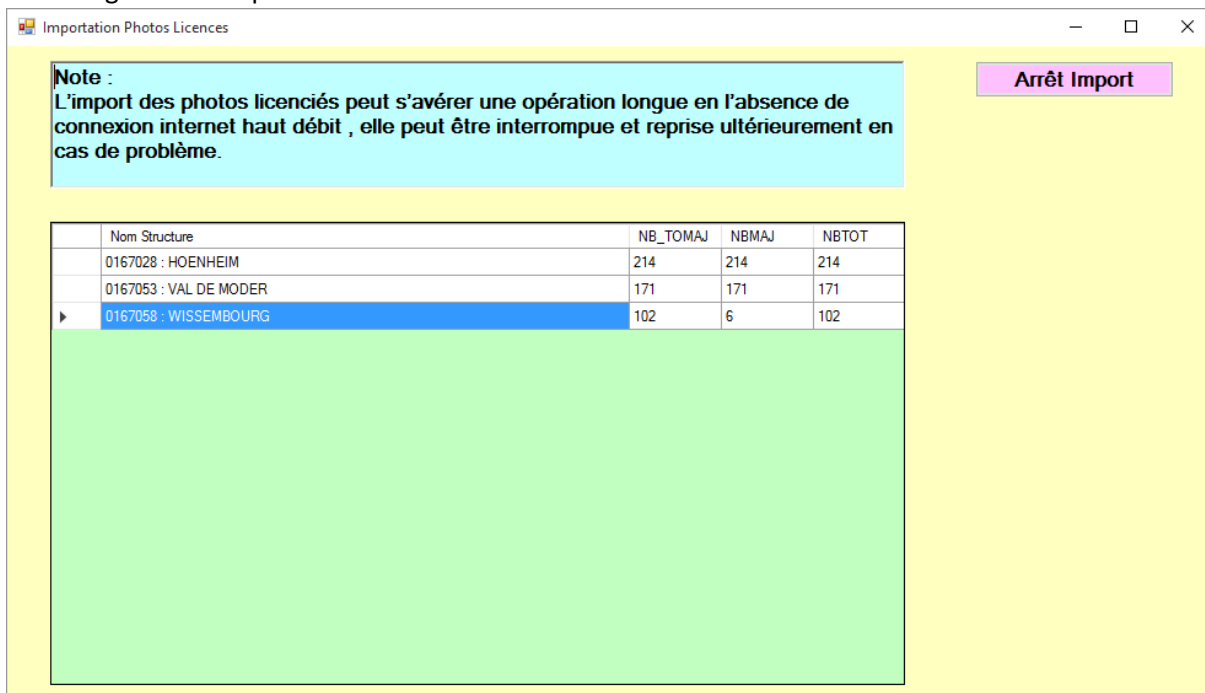 Importation Photos Licences
Note :
Arrêt Import
L'import des photos licenciés peut s'avérer une opération longue en l'absence de
connexion internet haut débit , elle peut être interrompue et reprise ultérieurement en
cas de problème.
Nom Structure NB_TOMAJ NBMAJ NBTOT
0167028 : HOENHEIM 214 214 214
0167053 : VAL DE MODER 171 171 171
0167058 : WISSEMBOURG 102 6 102